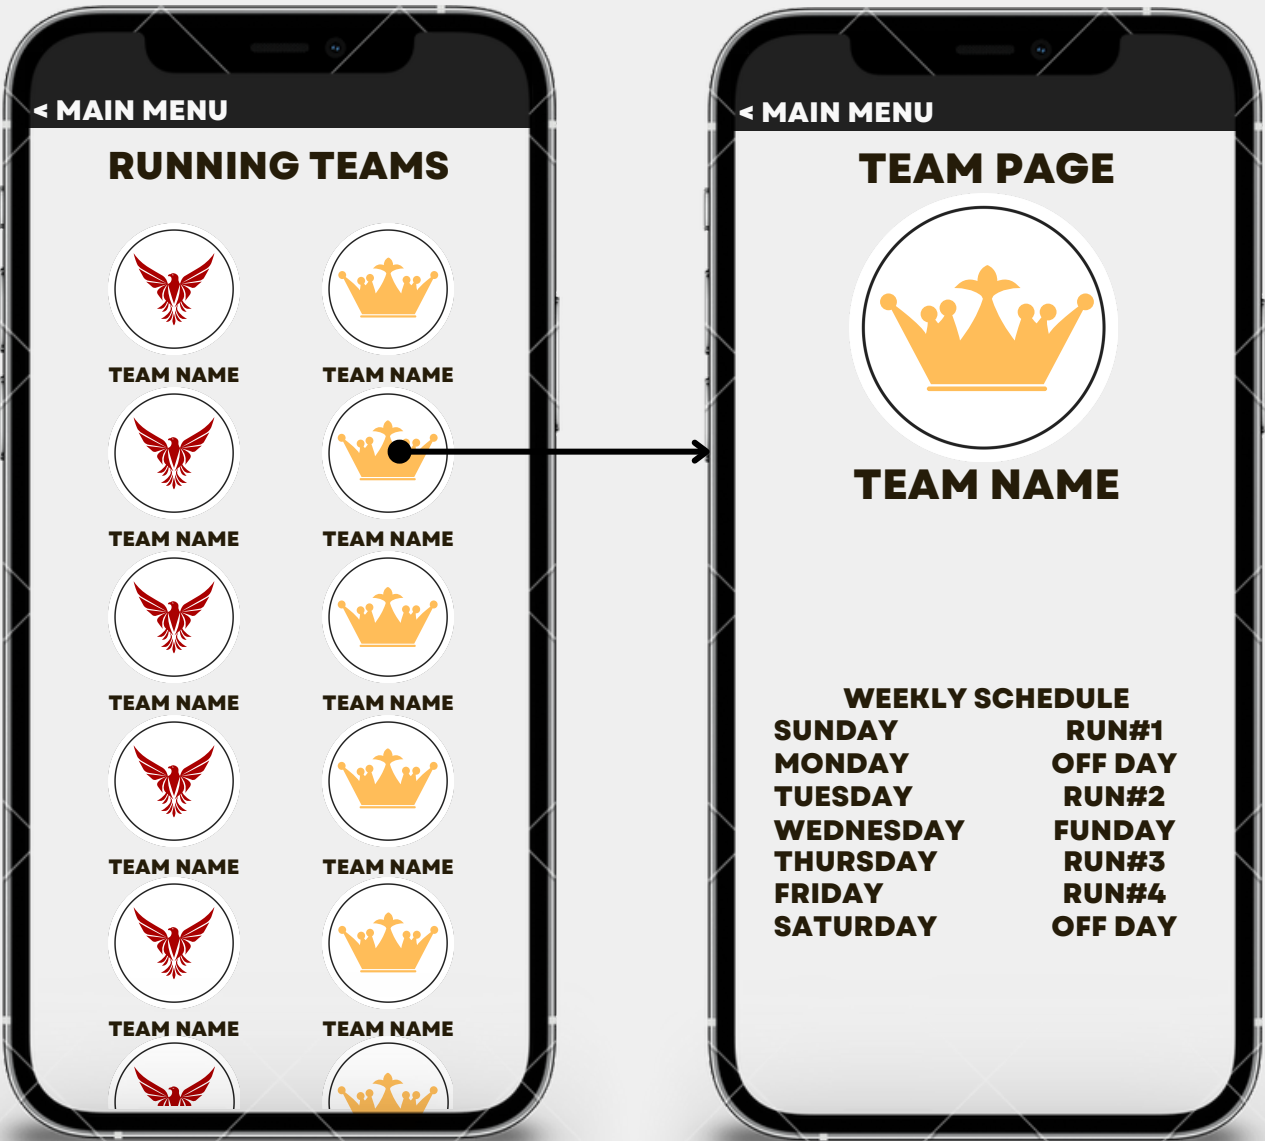 < MAIN MENU
RUNNING TEAMS
TEAM NAME TEAM NAME
TEAM NAME TEAM NAME
TEAM NAME TEAM NAME
TEAM NAME TEAM NAME
TEAM NAME TEAM NAME
< MAIN MENU
TEAM PAGE
TEAM NAME
WEEKLY SCHEDULE
SUNDAY RUN#1
MONDAY OFF DAY
TUESDAY RUN#2
WEDNESDAY FUNDAY
THURSDAY RUN#3
FRIDAY RUN#4
SATURDAY OFF DAY